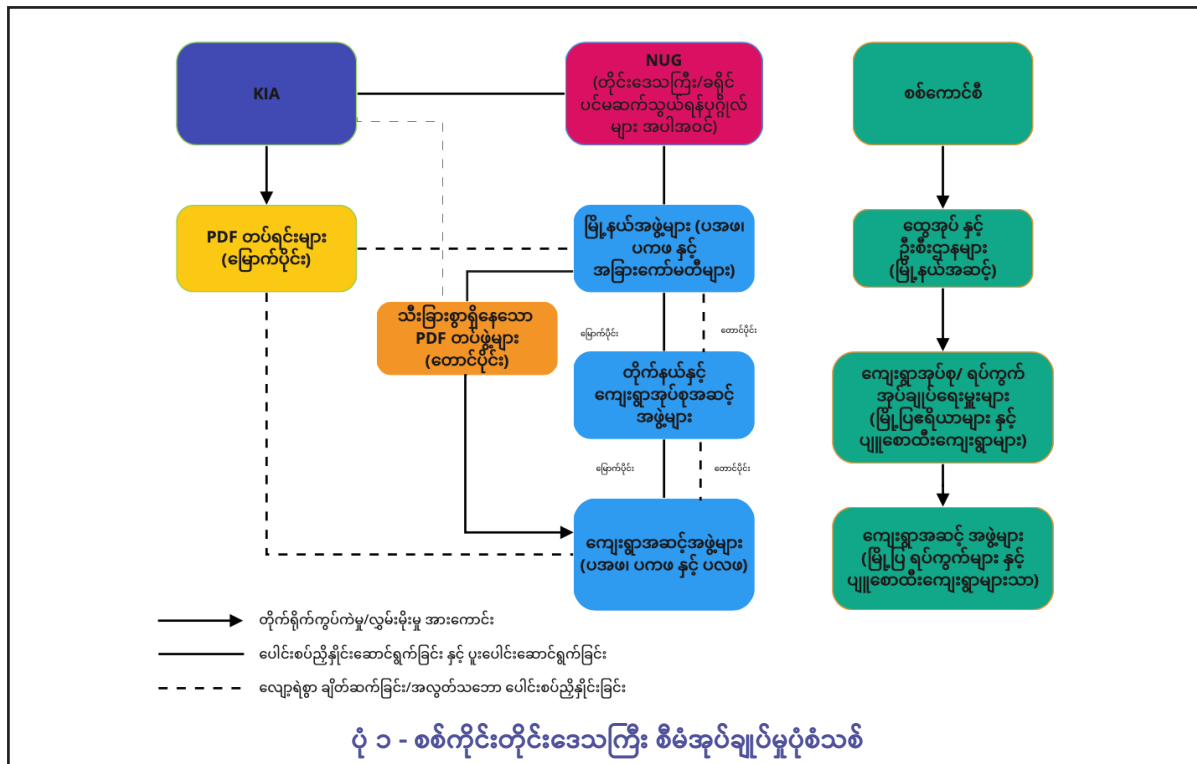 KIA
NUG
(တိုင်းဒေသကြီး/ခရိုင်
ပင်မဆက်သွယ်ရန်ပုဂ္ဂိုလ်
များ အပါအဝင်)
စစ်ကောင်စီ
PDF တပ်ရင်းများ
(မြောက်ပိုင်း)
မြို့နယ်အဖွဲ့များ (ပအဖ၊
ပကဖ နှင့်
အခြားကော်မတီများ)
ထွေအုပ် နှင့်
ဦးစီးဌာနများ
(မြို့နယ်အဆင့်)
သီးခြားစွာရှိနေသော
PDF တပ်ဖွဲ့များ
(တောင်ပိုင်း)
မြောက်ပိုင်း
တောင်ပိုင်း
တိုက်နယ်နှင့်
ကျေးရွာအုပ်စုအဆင့်
အဖွဲ့များ
ကျေးရွာအုပ်စု/ ရပ်ကွက်
အုပ်ချုပ်ရေးမှူးများ
(မြို့ပြဧရိယာများ နှင့်
ပျူစောထီးကျေးရွာများ)
မြောက်ပိုင်း
တောင်ပိုင်း
ကျေးရွာအဆင့်အဖွဲ့များ
(ပအဖ၊ ပကဖ နှင့် ပလဖ)
ကျေးရွာအဆင့် အဖွဲ့များ
(မြို့ပြ ရပ်ကွက်များ နှင့်
ပျူစောထီးကျေးရွာများသာ)
တိုက်ရိုက်ကွပ်ကဲမှု/လွှမ်းမိုးမှု အားကောင်း
ပေါင်းစပ်ညှိနှိုင်းဆောင်ရွက်ခြင်း နှင့် ပူးပေါင်းဆောင်ရွက်ခြင်း
လျော့ရဲစွာ ချိတ်ဆက်ခြင်း/အလွတ်သဘော ပေါင်းစပ်ညှိနှိုင်းခြင်း
ပုံ ၁ - စစ်ကိုင်းတိုင်းဒေသကြီး စီမံအုပ်ချုပ်မှုပုံစံသစ်